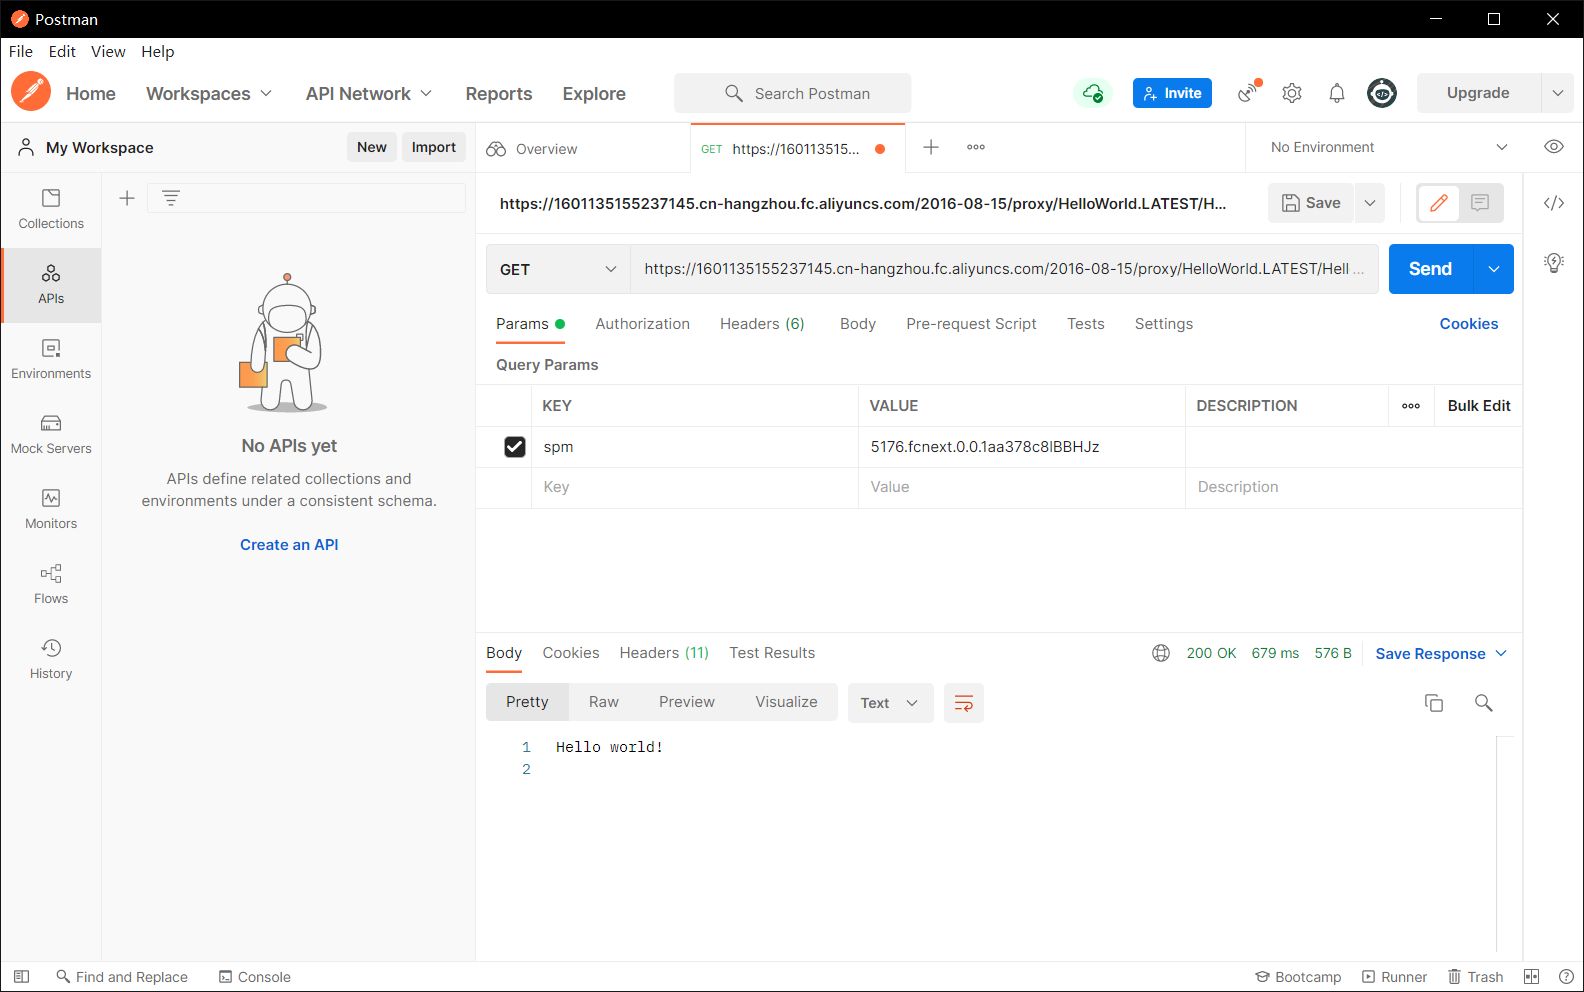 Postman
File Edit View Help
Home Workspaces API Network Reports Explore Search Postman Invite Upgrade
My Workspace New Import Overview GET https://160113515... No Environment
https://1601135155237145.cn-hangzhou.fc.aliyuncs.com/2016-08-15/proxy/HelloWorld.LATEST/H... Save
Collections
GET https://1601135155237145.cn-hangzhou.fc.aliyuncs.com/2016-08-15/proxy/HelloWorld.LATEST/Hell ... Send
APIs
Params Authorization Headers (6) Body Pre-request Script Tests Settings Cookies
Environments
Query Params
KEY VALUE DESCRIPTION Bulk Edit
Mock Servers
spm 5176.fcnext.0.0.1aa378c8lBBHJz
Key Value Description
No APIs yet
APIs define related collections and
environments under a consistent schema.
Create an API
Monitors
Flows
History
Body Cookies Headers (11) Test Results 200 OK 679 ms 576 B Save Response
Pretty Raw Preview Visualize Text
1 Hello world!
2
Find and Replace Console Bootcamp Runner Trash